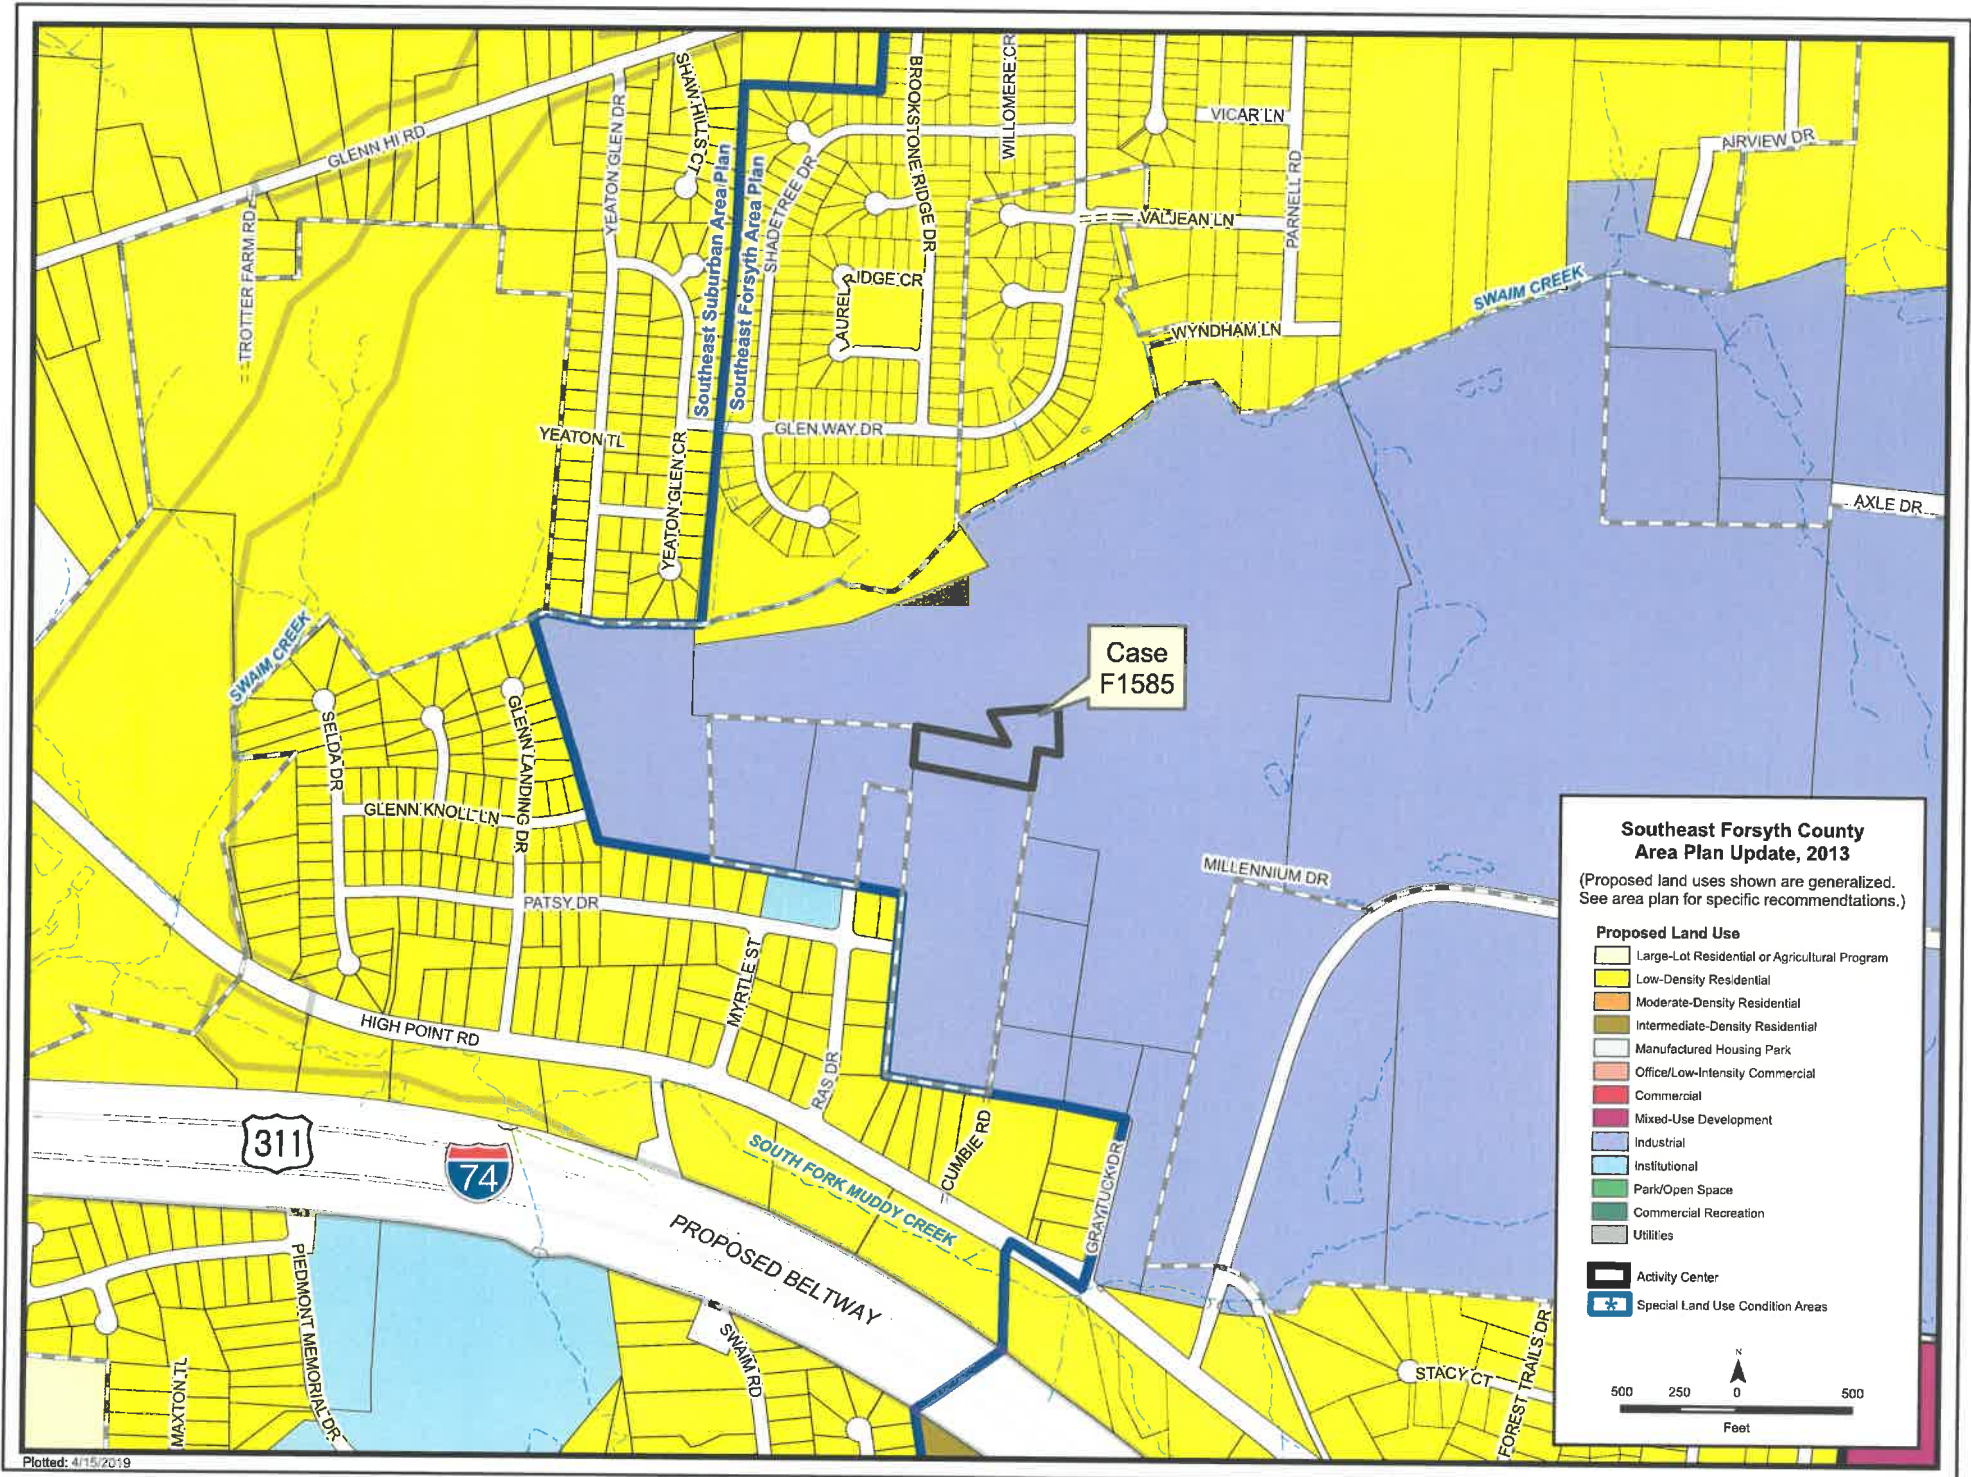 GLENN HI RD
SHAW HILLS CT
YEATON GLEN DR
TROTTER FARM RD
Southeast Suburban Area Plan
Southeast Forsyth Area Plan
SHADETREE DR
BROOKSTONE RIDGE DR
WILLOMERE CR
VICAR LN
PARNELL RD
AIRVIEW DR
VALJEAN LN
LAUREL RIDGE CR
WYNDHAM LN
SWAIM CREEK
YEATON TL
YEATON GLEN CR
GLEN WAY DR
AXLE DR
SWAIM CREEK
Case
F1585
SELDA DR
GLENN LANDING DR
GLENN KNOLL LN
PATSY DR
MYRTLE ST
RAS DR
HIGH POINT RD
MILLENNIUM DR
311
74
SOUTH FORK MUDDY CREEK
CUMBIE RD
GRAYTUCK DR
PROPOSED BELTWAY
PIEDMONT MEMORIAL DR
MAXTON TL
SWAIM RD
STACY CT
FOREST TRAILS DR
Southeast Forsyth County
Area Plan Update, 2013
(Proposed land uses shown are generalized.
See area plan for specific recommendtations.)
Proposed Land Use
Large-Lot Residential or Agricultural Program
Low-Density Residential
Moderate-Density Residential
Intermediate-Density Residential
Manufactured Housing Park
Office/Low-Intensity Commercial
Commercial
Mixed-Use Development
Industrial
Institutional
Park/Open Space
Commercial Recreation
Utilities
Activity Center
* Special Land Use Condition Areas
N
500 250 0 500
Feet
Plotted: 4/15/2019